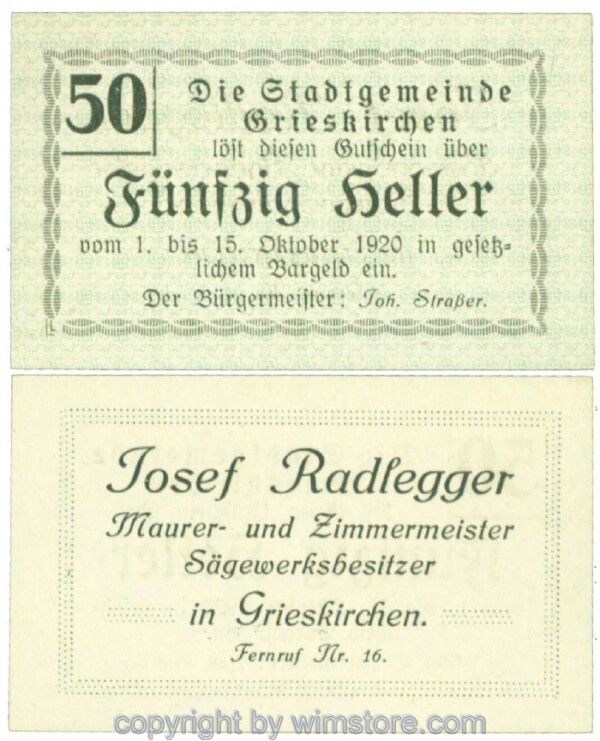 50
Die Stadtgemeinde
Grieskirchen
löst diesen Gutschein über
Fünfzig Heller
vom 1. bis 15. Oktober 1920 in gesetz-
lichem Bargeld ein.
Der Bürgermeister: Joh. Straßer.
Josef Radlegger
Maurer- und Zimmermeister
Sägewerksbesitzer
in Grieskirchen.
Fernruf Nr. 16.
copyright by wimstore.com